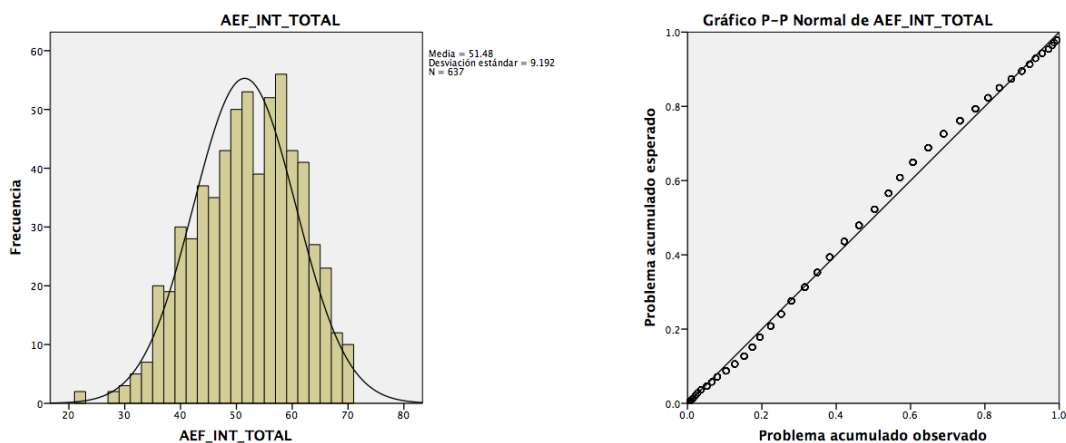 AEF_INT_TOTAL
Media = 51.48
Desviación estándar = 9.192
N = 637
60
50
40
30
20
10
0
Frecuencia
20 30 40 50 60 70 80
AEF_INT_TOTAL
Gráfico P-P Normal de AEF_INT_TOTAL
1.0
0.8
0.6
0.4
0.2
0.0
Problema acumulado esperado
0.0 0.2 0.4 0.6 0.8 1.0
Problema acumulado observado